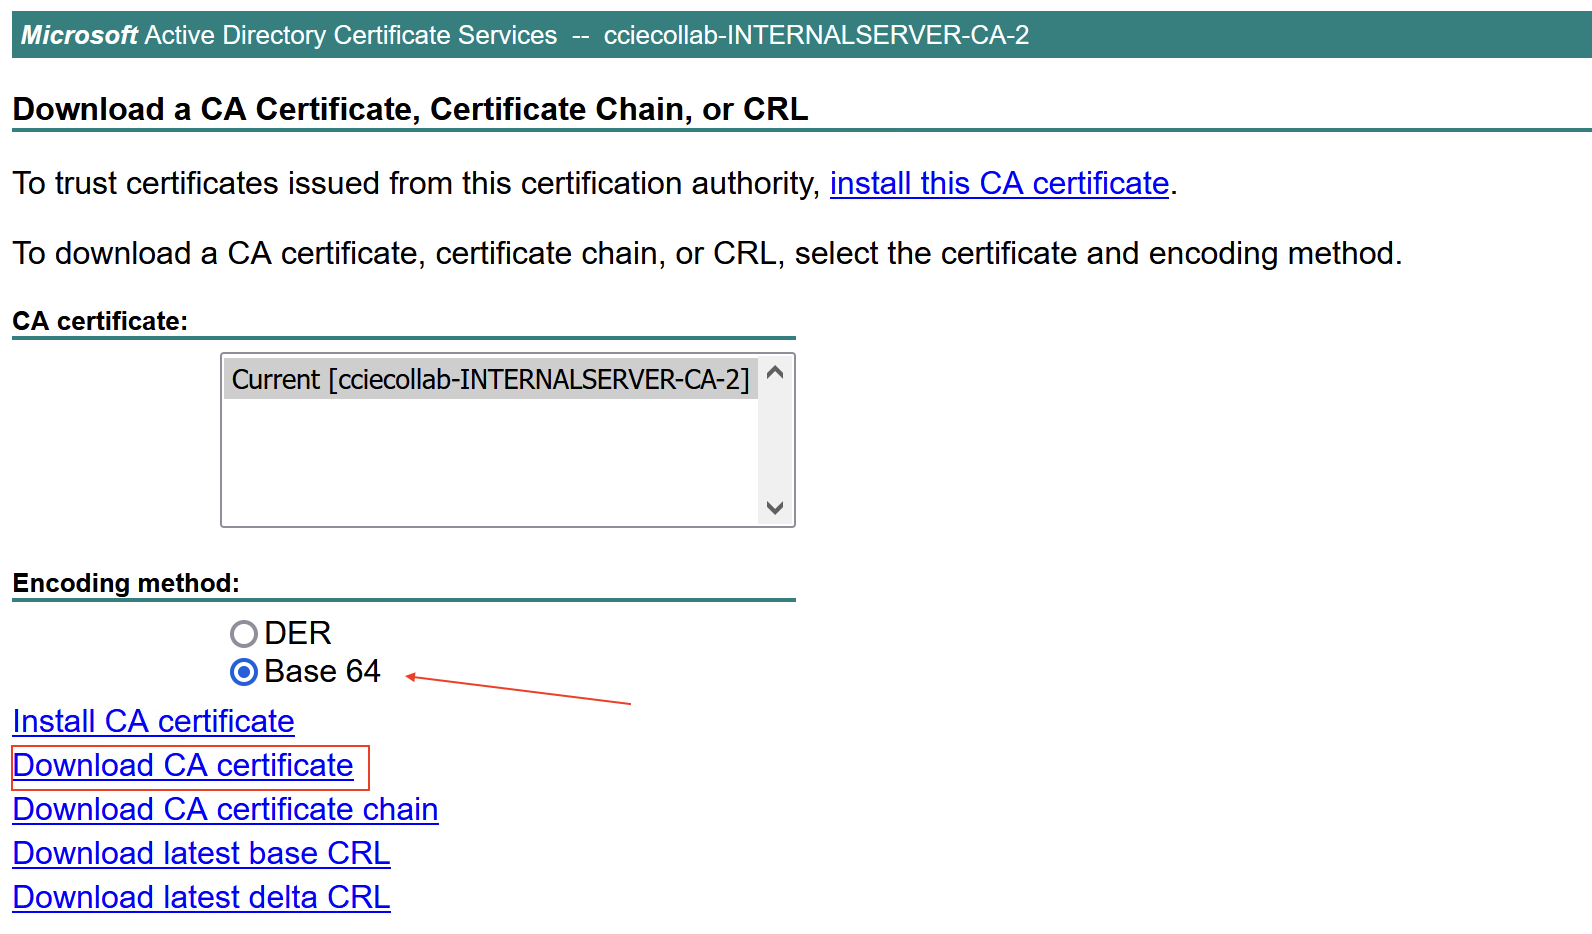 Microsoft Active Directory Certificate Services  --  cciecollab-INTERNALSERVER-CA-2
Download a CA Certificate, Certificate Chain, or CRL
To trust certificates issued from this certification authority, install this CA certificate.
To download a CA certificate, certificate chain, or CRL, select the certificate and encoding method.
CA certificate:
Current [cciecollab-INTERNALSERVER-CA-2]
Encoding method:
DER
Base 64
Install CA certificate
Download CA certificate
Download CA certificate chain
Download latest base CRL
Download latest delta CRL